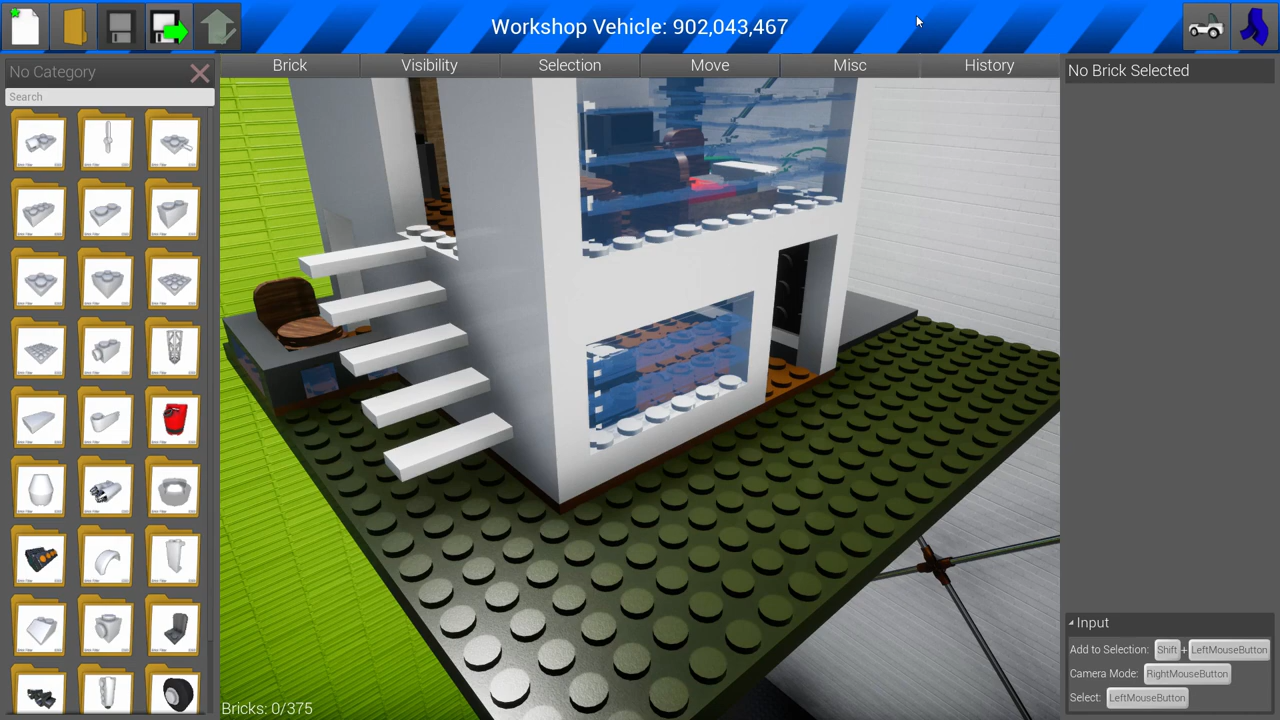 Workshop Vehicle: 902,043,467
No Category
Search
Brick
Visibility
Selection
Move
Misc
History
No Brick Selected
Bricks: 0/375
Input
Add to Selection: Shift + LeftMouseButton
Camera Mode: RightMouseButton
Select: LeftMouseButton